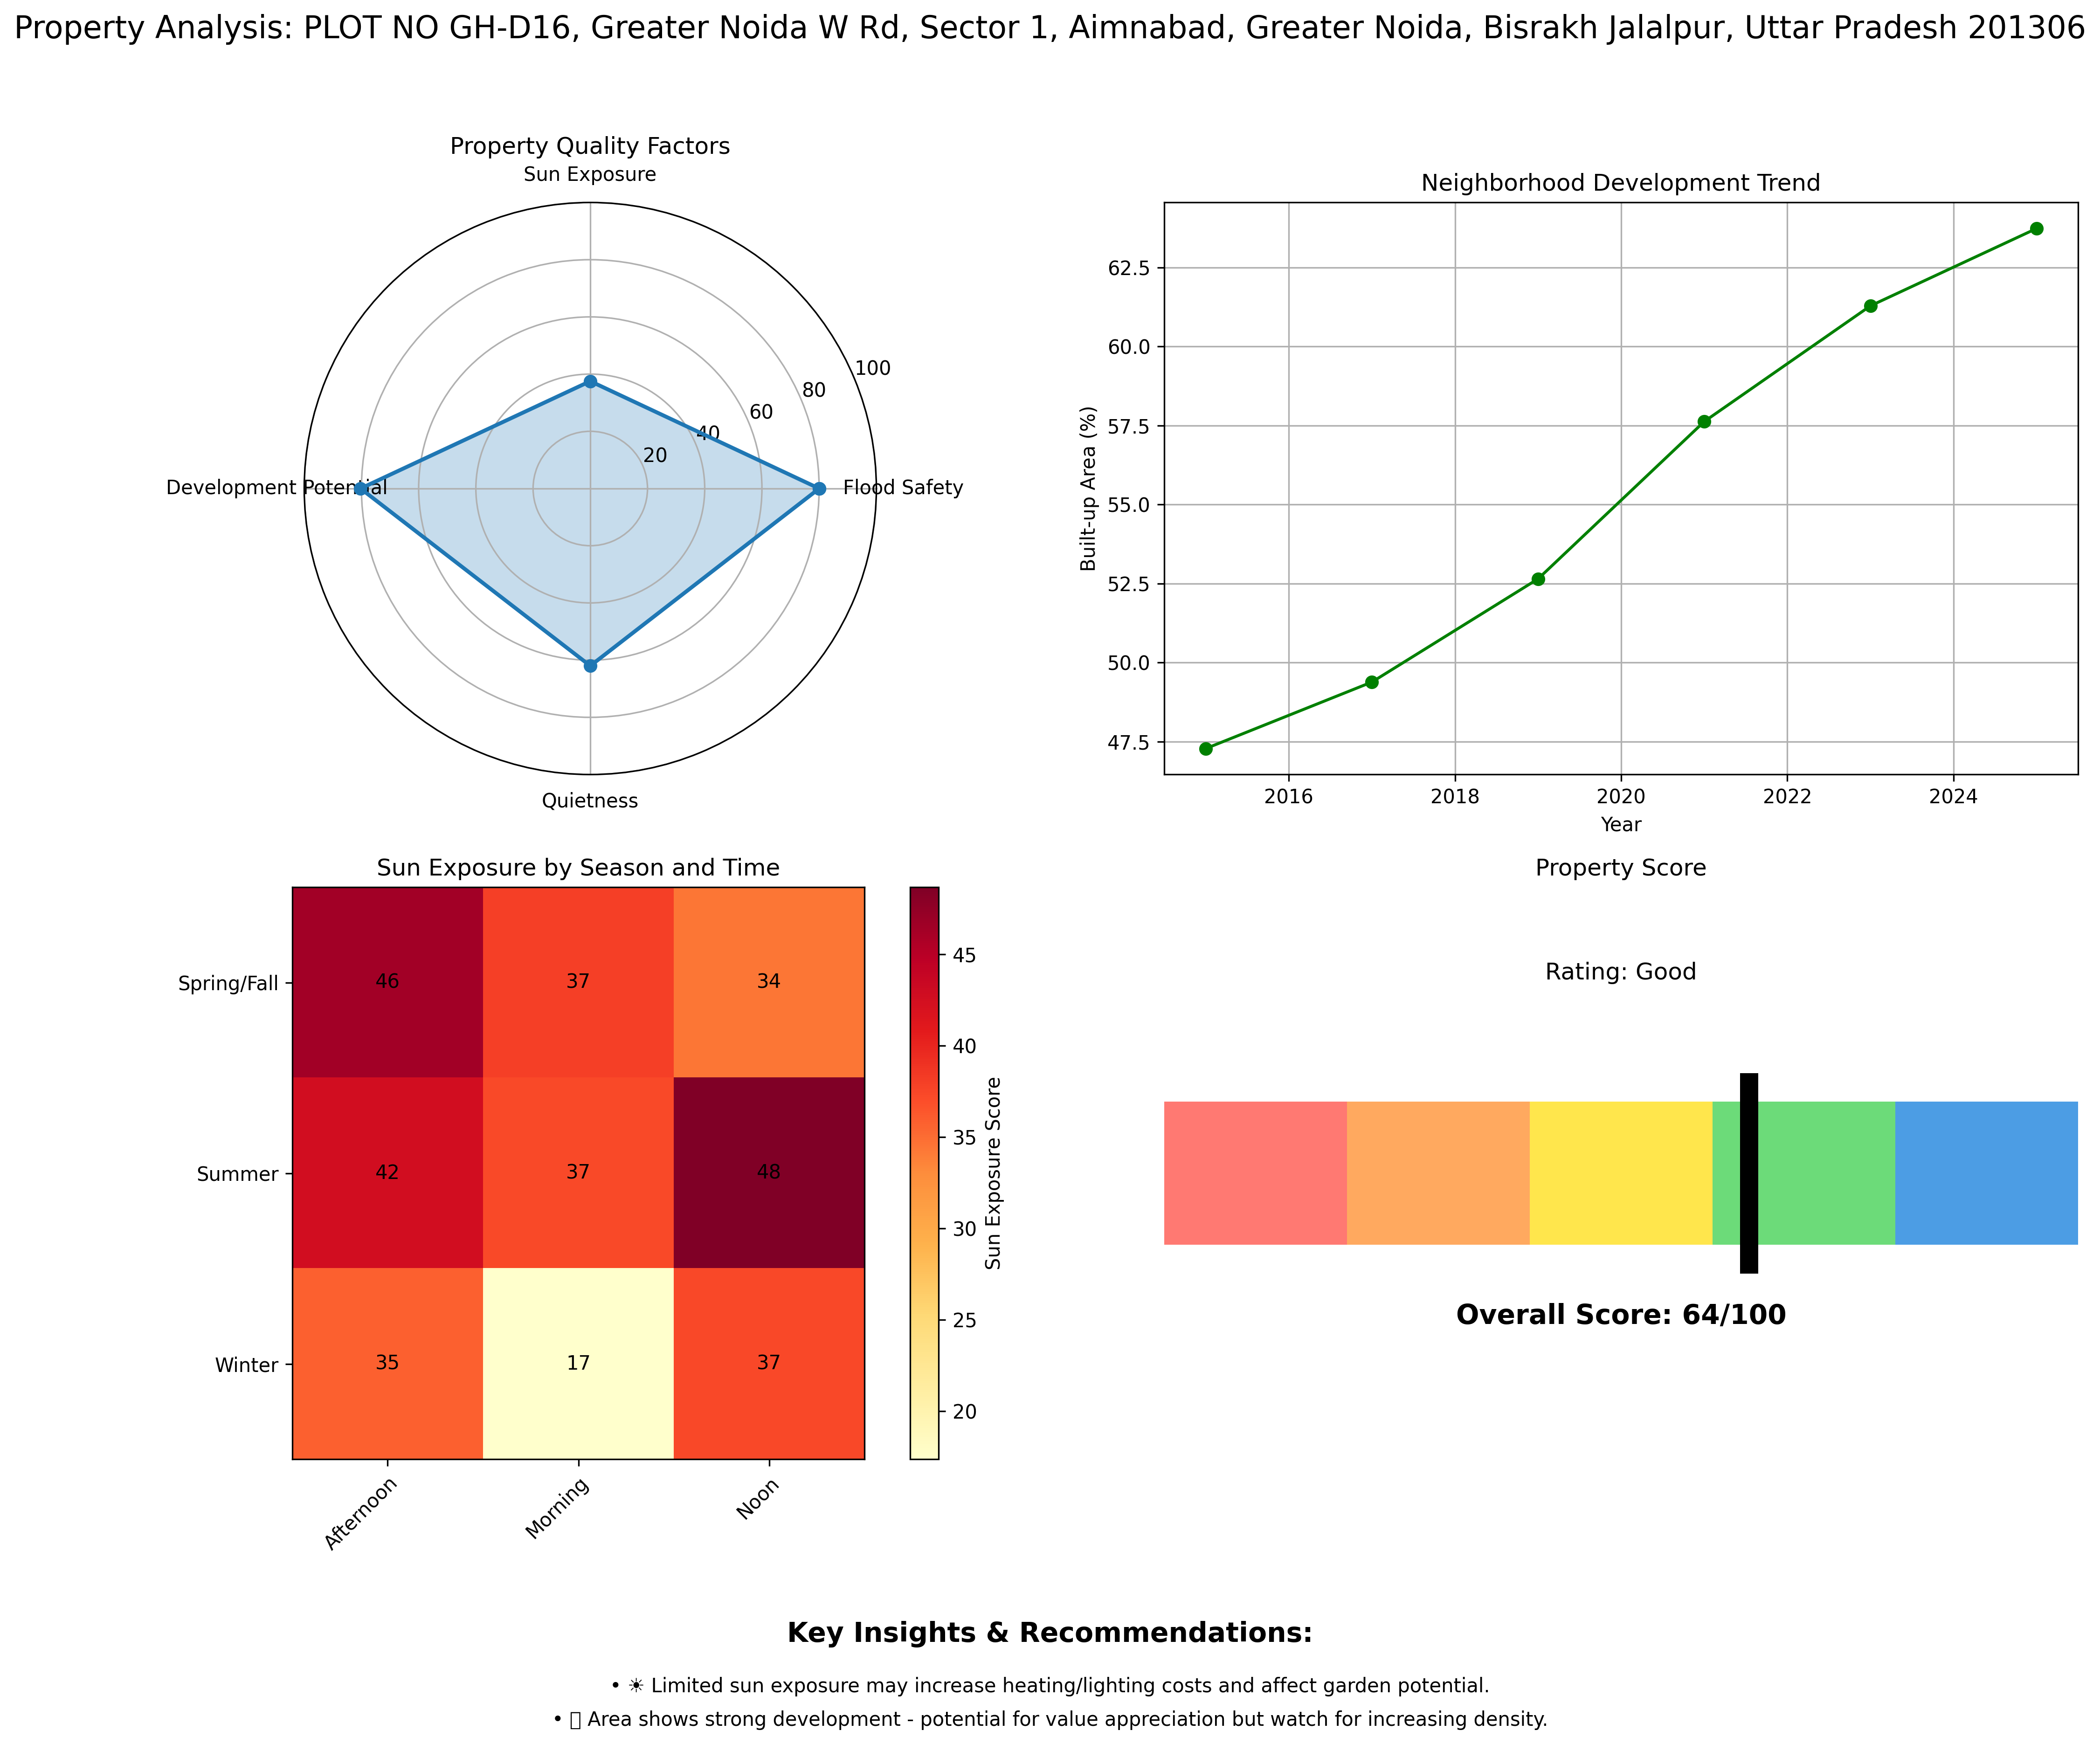 Property Analysis: PLOT NO GH-D16, Greater Noida W Rd, Sector 1, Aimnabad, Greater Noida, Bisrakh Jalalpur, Uttar Pradesh 201306
Property Quality Factors
Sun Exposure
100
80
60
40
20
Development Potential
Flood Safety
Quietness
Neighborhood Development Trend
Built-up Area (%)
62.5
60.0
57.5
55.0
52.5
50.0
47.5
2016 2018 2020 2022 2024
Year
Sun Exposure by Season and Time
Spring/Fall 46 37 34
Summer 42 37 48
Winter 35 17 37
Afternoon Morning Noon
45
40
35
30
25
20
Sun Exposure Score
Property Score
Rating: Good
Overall Score: 64/100
Key Insights & Recommendations:
• ☀ Limited sun exposure may increase heating/lighting costs and affect garden potential.
• Area shows strong development - potential for value appreciation but watch for increasing density.